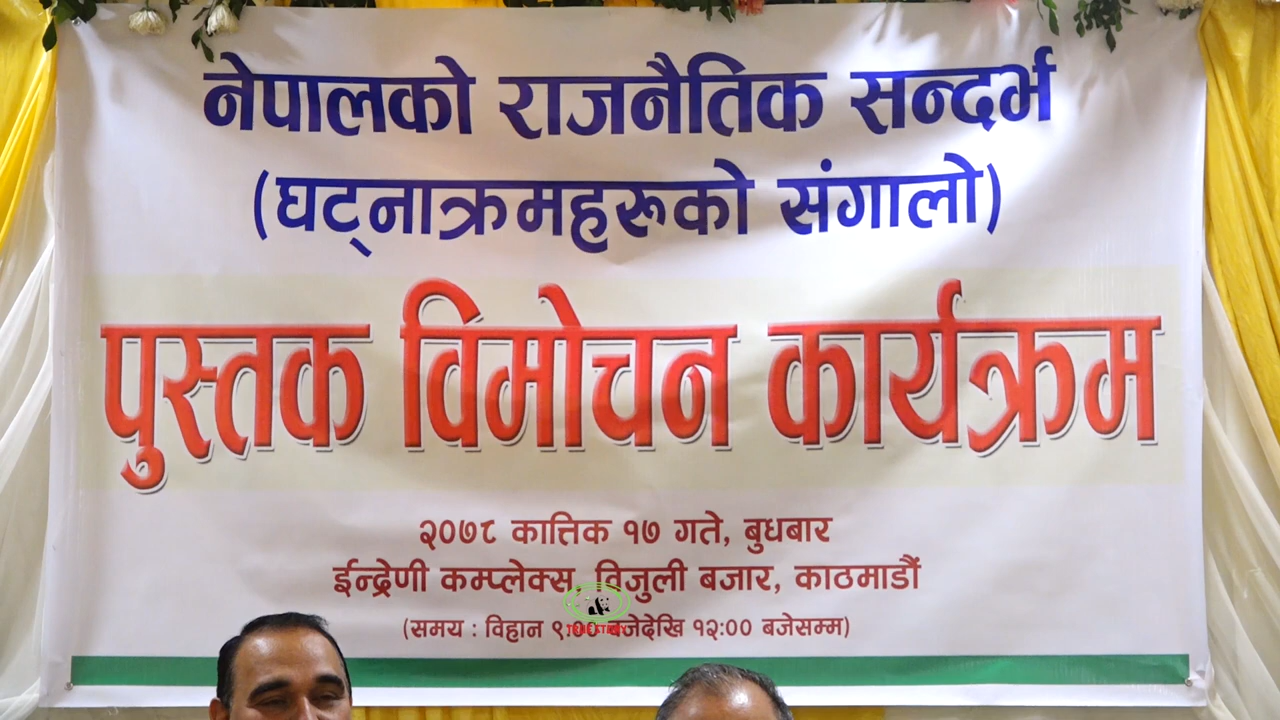 नेपालको राजनैतिक सन्दर्भ
(घट्नाक्रमहरूको संगालो)
पुस्तक विमोचन कार्यक्रम
२०७८ कात्तिक १७ गते, बुधबार
ईन्द्रेणी कम्प्लेक्स, विजुली बजार, काठमाडौं
(समय : विहान ९:०० बजेदेखि १२:०० बजेसम्म)